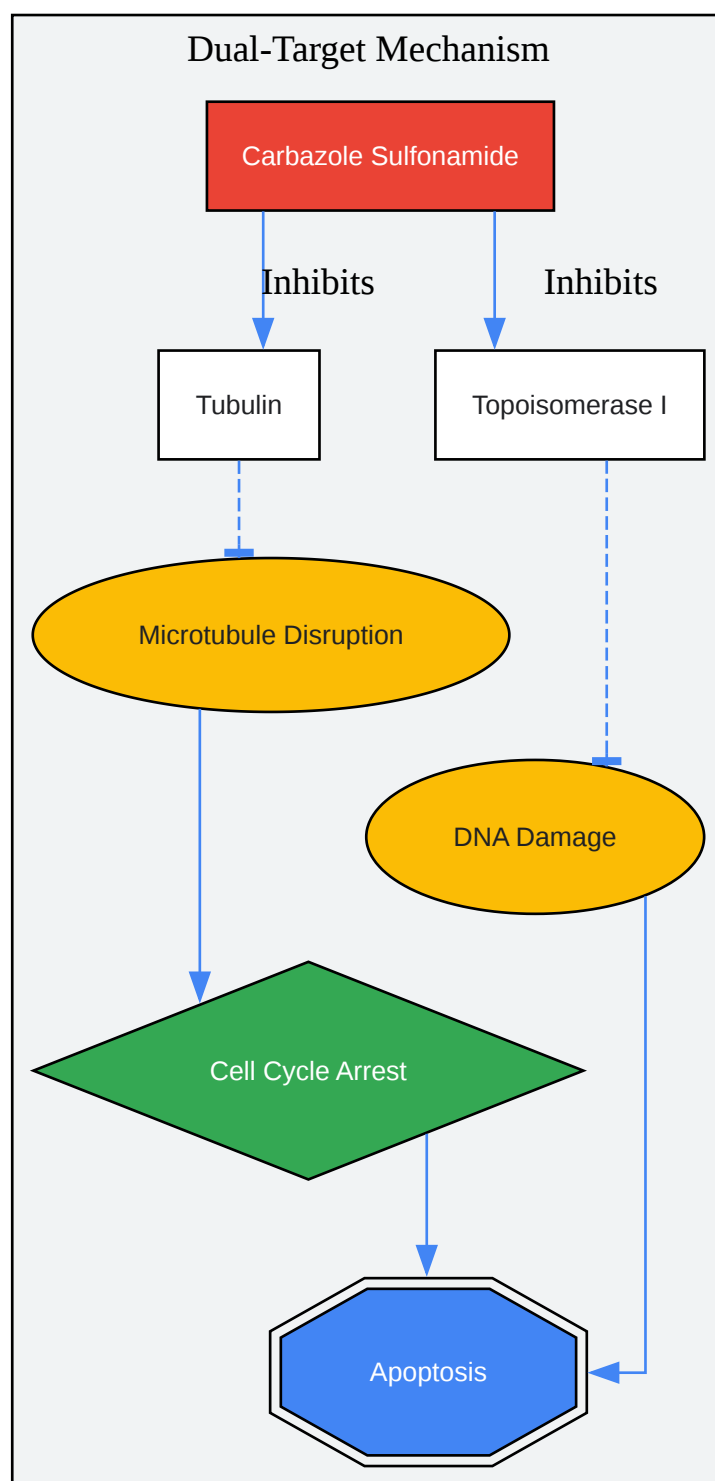 Dual-Target Mechanism
Carbazole Sulfonamide
Inhibits
Inhibits
Tubulin
Topoisomerase I
Microtubule Disruption
DNA Damage
Cell Cycle Arrest
Apoptosis